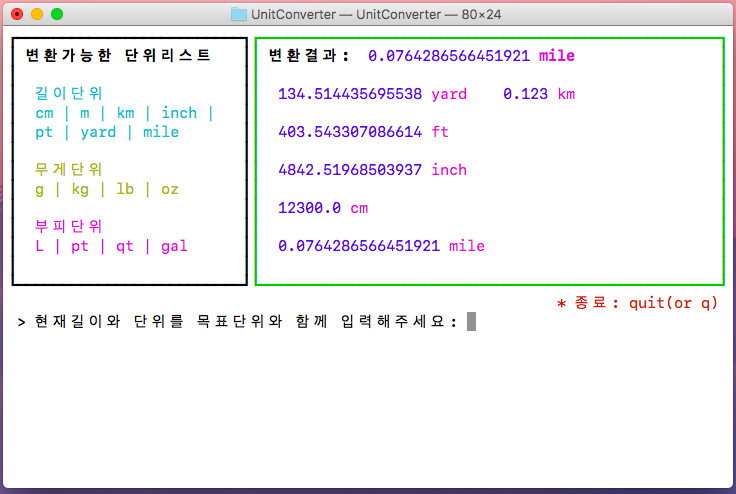 UnitConverter — UnitConverter — 80×24
변환가능한 단위리스트
길이단위
cm | m | km | inch |
pt | yard | mile
무게단위
g | kg | lb | oz
부피단위
L | pt | qt | gal
변환결과: 0.0764286566451921 mile
134.514435695538 yard 0.123 km
403.543307086614 ft
4842.51968503937 inch
12300.0 cm
0.0764286566451921 mile
* 종료: quit(or q)
> 현재길이와 단위를 목표단위와 함께 입력해주세요: